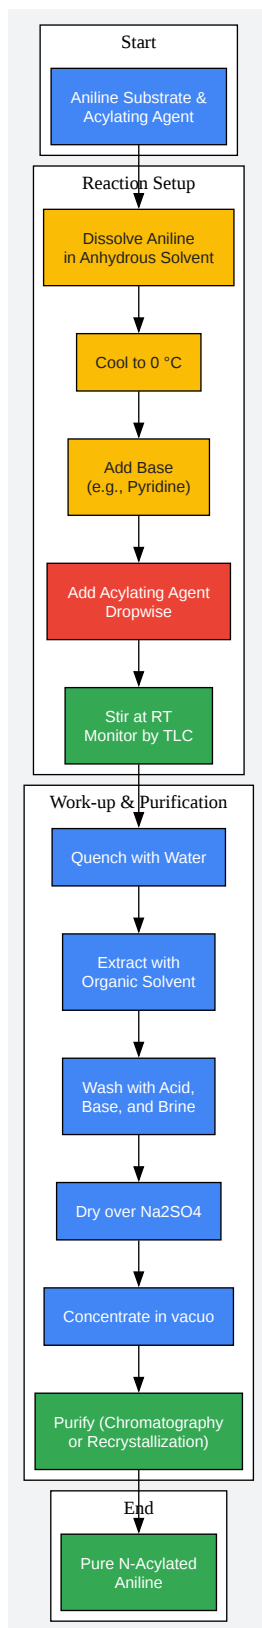 Start
Aniline Substrate &
Acylating Agent
Reaction Setup
Dissolve Aniline
in Anhydrous Solvent
Cool to 0 °C
Add Base
(e.g., Pyridine)
Add Acylating Agent
Dropwise
Stir at RT
Monitor by TLC
Work-up & Purification
Quench with Water
Extract with
Organic Solvent
Wash with Acid,
Base, and Brine
Dry over Na2SO4
Concentrate in vacuo
Purify (Chromatography
or Recrystallization)
End
Pure N-Acylated
Aniline